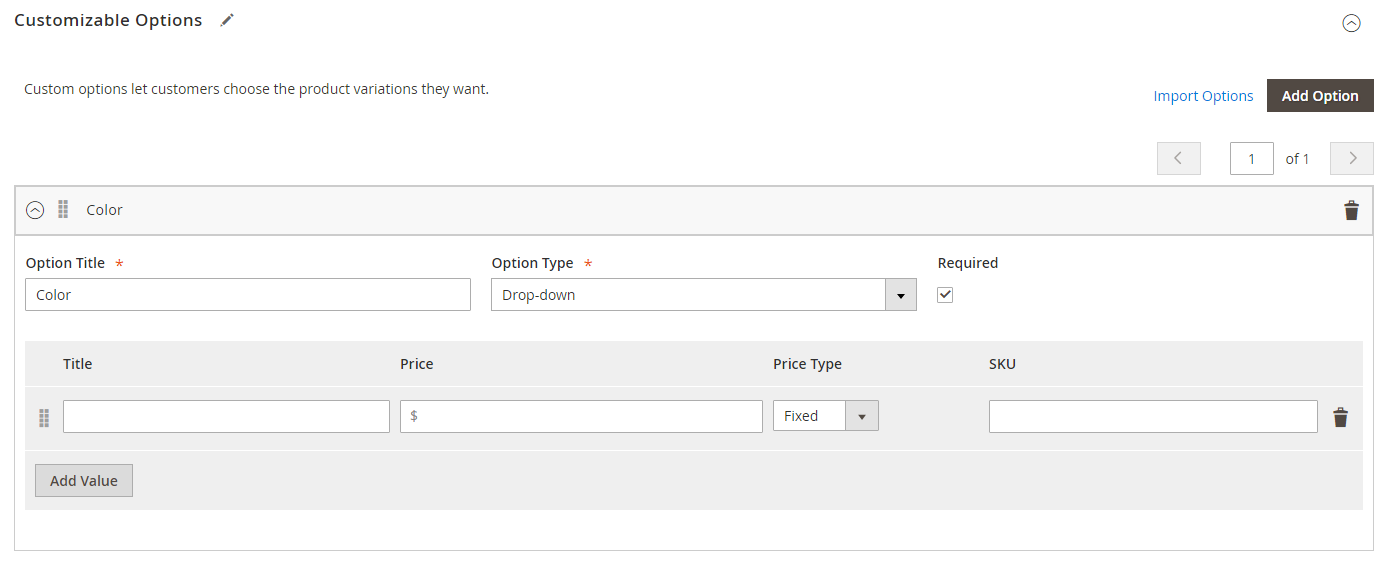 Customizable Options
Custom options let customers choose the product variations they want.
Import Options Add Option
1 of 1
Color
Option Title * Option Type * Required
Color Drop-down
Title Price Price Type SKU
$ Fixed
Add Value